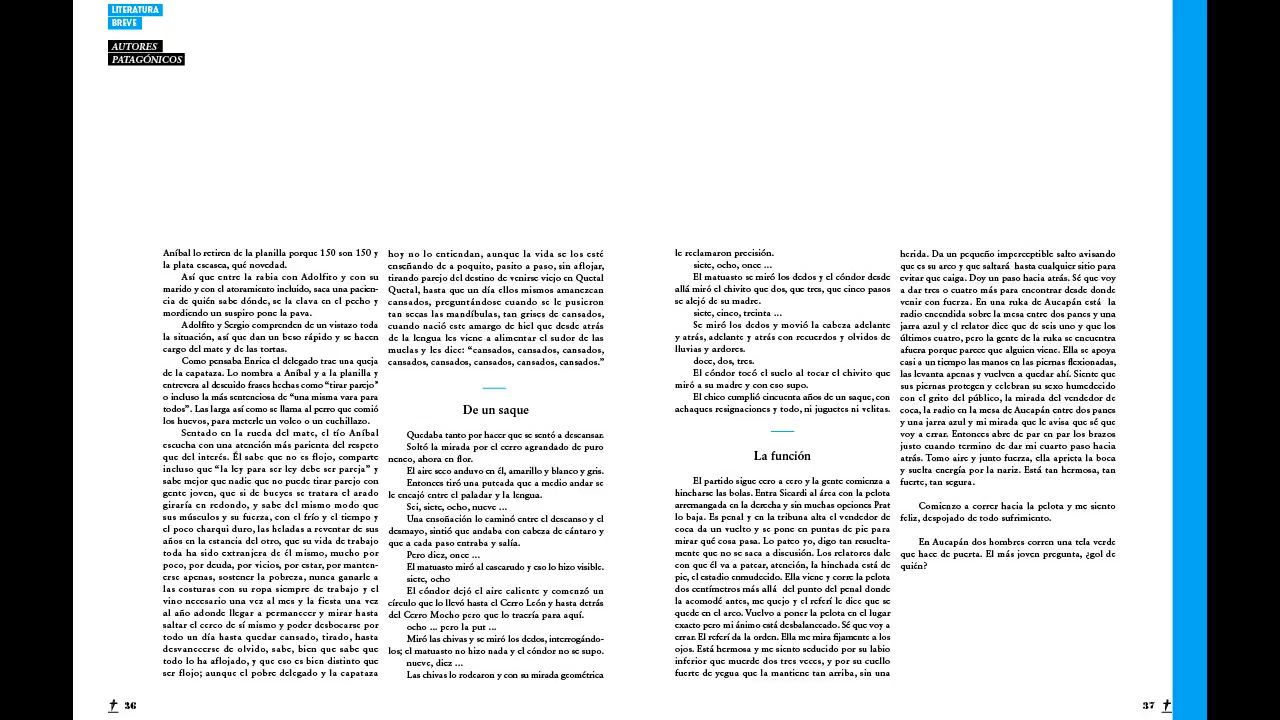 LITERATURA
BREVE
AUTORES
PATAGÓNICOS
Aníbal lo retiren de la planilla porque 150 son 150 y
la plata escasea, qué novedad.
Así que entre la rabia con Adolfito y con su
marido y con el atoramiento incluido, saca una pacien-
cia de quién sabe dónde, se la clava en el pecho y
mordiendo un suspiro pone la pava.
Adolfito y Sergio comprenden de un vistazo toda
la situación, así que dan un beso rápido y se hacen
cargo del mate y de las tortas.
Como pensaba Enrica el delegado trae una queja
de la capataza. Lo nombra a Aníbal y a la planilla y
entrevera al descuido frases hechas como “tirar parejo”
o incluso la más sentenciosa de “una misma vara para
todos”. Las larga así como se llama al perro que comió
los huevos, para meterle un volco o un cuchillazo.
Sentado en la rueda del mate, el tío Aníbal
escucha con una atención más parienta del respeto
que del interés. Él sabe que no es flojo, comparte
incluso que “la ley para ser ley debe ser pareja” y
sabe mejor que nadie que no puede tirar parejo con
gente joven, que si de bueyes se tratara el arado
giraría en redondo, y sabe del mismo modo que
sus músculos y su fuerza, con el frío y el tiempo y
el poco charqui duro, las heladas a reventar de sus
años en la estancia del otro, que su vida de trabajo
toda ha sido extranjera de él mismo, mucho por
poco, por deuda, por vicios, por estar, por manten-
erse apenas, sostener la pobreza, nunca ganarle a
las costuras con su ropa siempre de trabajo y el
vino necesario una vez al mes y la fiesta una vez
al año adonde llegar a permanecer y mirar hasta
saltar el cerco de sí mismo y poder desbocarse por
todo un día hasta quedar cansado, tirado, hasta
desvanecerse de olvido, sabe, bien que sabe que
todo lo ha aflojado, y que eso es bien distinto que
ser flojo; aunque el pobre delegado y la capataza
hoy no lo entiendan, aunque la vida se los esté
enseñando de a poquito, pasito a paso, sin aflojar,
tirando parejo del destino de venirse viejo en Quetal
Quetal, hasta que un día ellos mismos amanezcan
cansados, preguntándose cuando se le pusieron
tan secas las mandíbulas, tan grises de cansados,
cuando nació este amargo de hiel que desde atrás
de la lengua les viene a alimentar el sudor de las
muelas y les dice: “cansados, cansados, cansados,
cansados, cansados, cansados, cansados, cansados.”
De un saque
Quedaba tanto por hacer que se sentó a descansar.
Soltó la mirada por el cerro agrandado de puro
neneo, ahora en flor.
El aire seco anduvo en él, amarillo y blanco y gris.
Entonces tiró una puteada que a medio andar se
le encajó entre el paladar y la lengua.
Sei, siete, ocho, nueve ...
Una ensoñación lo caminó entre el descanso y el
desmayo, sintió que andaba con cabeza de cántaro y
que a cada paso entraba y salía.
Pero diez, once ...
El matuasto miró al cascarudo y eso lo hizo visible.
siete, ocho
El cóndor dejó el aire caliente y comenzó un
círculo que lo llevó hasta el Cerro León y hasta detrás
del Cerro Mocho pero que lo traería para aquí.
ocho ... pero la put ...
Miró las chivas y se miró los dedos, interrogándo-
los; el matuasto no hizo nada y el cóndor no se supo.
nueve, diez ...
Las chivas lo rodearon y con su mirada geométrica
le reclamaron precisión.
siete, ocho, once ...
El matuasto se miró los dedos y el cóndor desde
allá miró el chivito que dos, que tres, que cinco pasos
se alejó de su madre.
siete, cinco, treinta ...
Se miró los dedos y movió la cabeza adelante
y atrás, adelante y atrás con recuerdos y olvidos de
lluvias y ardores.
doce, dos, tres.
El cóndor tocó el suelo al tocar el chivito que
miró a su madre y con eso supo.
El chico cumplió cincuenta años de un saque, con
achaques resignaciones y todo, ni juguetes ni velitas.
La función
El partido sigue cero a cero y la gente comienza a
hincharse las bolas. Entra Sicardi al área con la pelota
arremangada en la derecha y sin muchas opciones Prat
lo baja. Es penal y en la tribuna alta el vendedor de
coca da un vuelto y se pone en puntas de pie para
mirar qué cosa pasa. Lo pateo yo, digo tan resuelta-
mente que no se saca a discusión. Los relatores dale
con que él va a patear, atención, la hinchada está de
pie, el estadio enmudecido. Ella viene y corre la pelota
dos centímetros más allá del punto del penal donde
la acomodé antes, me quejo y el referí le dice que se
quede en el arco. Vuelvo a poner la pelota en el lugar
exacto pero mi ánimo está desbalanceado. Sé que voy a
errar. El referí da la orden. Ella me mira fijamente a los
ojos. Está hermosa y me siento seducido por su labio
inferior que muerde dos tres veces, y por su cuello
fuerte de yegua que la mantiene tan arriba, sin una
herida. Da un pequeño imperceptible salto avisando
que es su arco y que saltará hasta cualquier sitio para
evitar que caiga. Doy un paso hacia atrás. Sé que voy
a dar tres o cuatro más para encontrar desde donde
venir con fuerza. En una ruka de Aucapán está la
radio encendida sobre la mesa entre dos panes y una
jarra azul y el relator dice que de seis uno y que los
últimos cuatro, pero la gente de la ruka se encuentra
afuera porque parece que alguien viene. Ella se apoya
casi a un tiempo las manos en las piernas flexionadas,
las levanta apenas y vuelven a quedar ahí. Siente que
sus piernas protegen y celebran su sexo humedecido
con el grito del público, la mirada del vendedor de
coca, la radio en la mesa de Aucapán entre dos panes
y una jarra azul y mi mirada que le avisa que sé que
voy a errar. Entonces abre de par en par los brazos
justo cuando termino de dar mi cuarto paso hacia
atrás. Tomo aire y junto fuerza, ella aprieta la boca
y suelta energía por la nariz. Está tan hermosa, tan
fuerte, tan segura.
Comienzo a correr hacia la pelota y me siento
feliz, despojado de todo sufrimiento.
En Aucapán dos hombres corren una tela verde
que hace de puerta. El más joven pregunta, ¿gol de
quién?
36
37